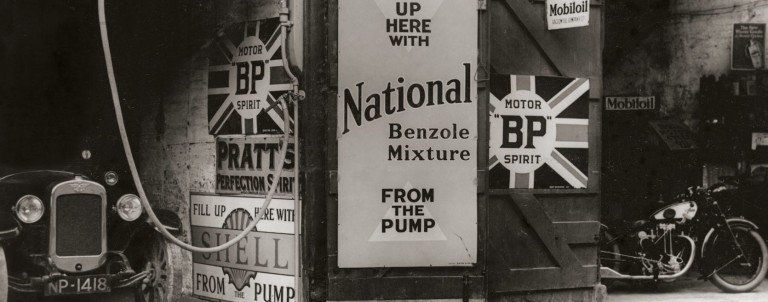 MOTOR
"BP"
SPIRIT
PRATT'S
PERFECTION SPIRIT
FILL UP HERE WITH
SHELL
FROM THE PUMP
NP-1418
UP
HERE
WITH
National
Benzole
Mixture
FROM
THE
PUMP
Mobiloil
MOTOR
"BP"
SPIRIT
Mobiloil